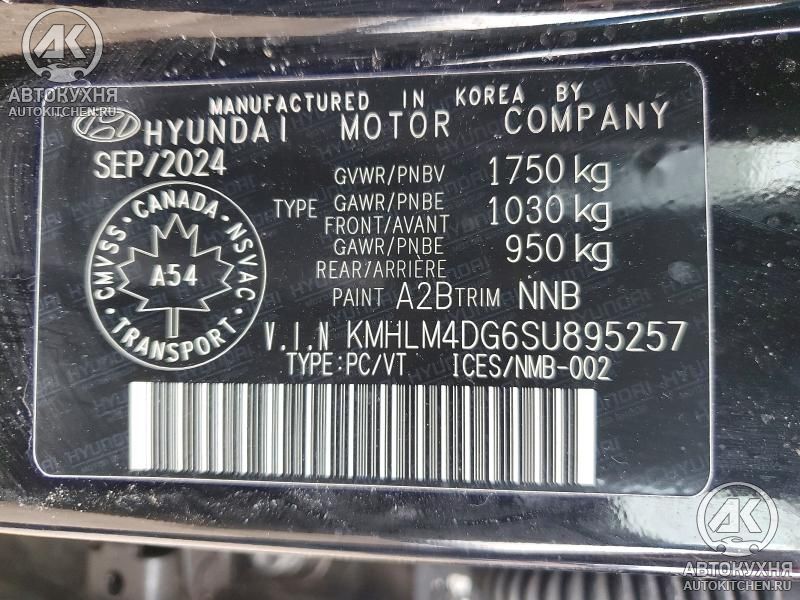 АК
АВТОКУХНЯ
AUTOKITCHEN.RU
MANUFACTURED IN KOREA BY
HYUNDAI MOTOR COMPANY
SEP/2024
GVWR/PNBV 1750 kg
TYPE GAWR/PNBE FRONT/AVANT 1030 kg
GAWR/PNBE REAR/ARRIÈRE 950 kg
PAINT A2B TRIM NNB
CMVSS · CANADA · NSVAC
A54
TRANSPORT
V.I.N KMHLM4DG6SU895257
TYPE:PC/VT ICES/NMB-002
АК
АВТОКУХНЯ
AUTOKITCHEN.RU